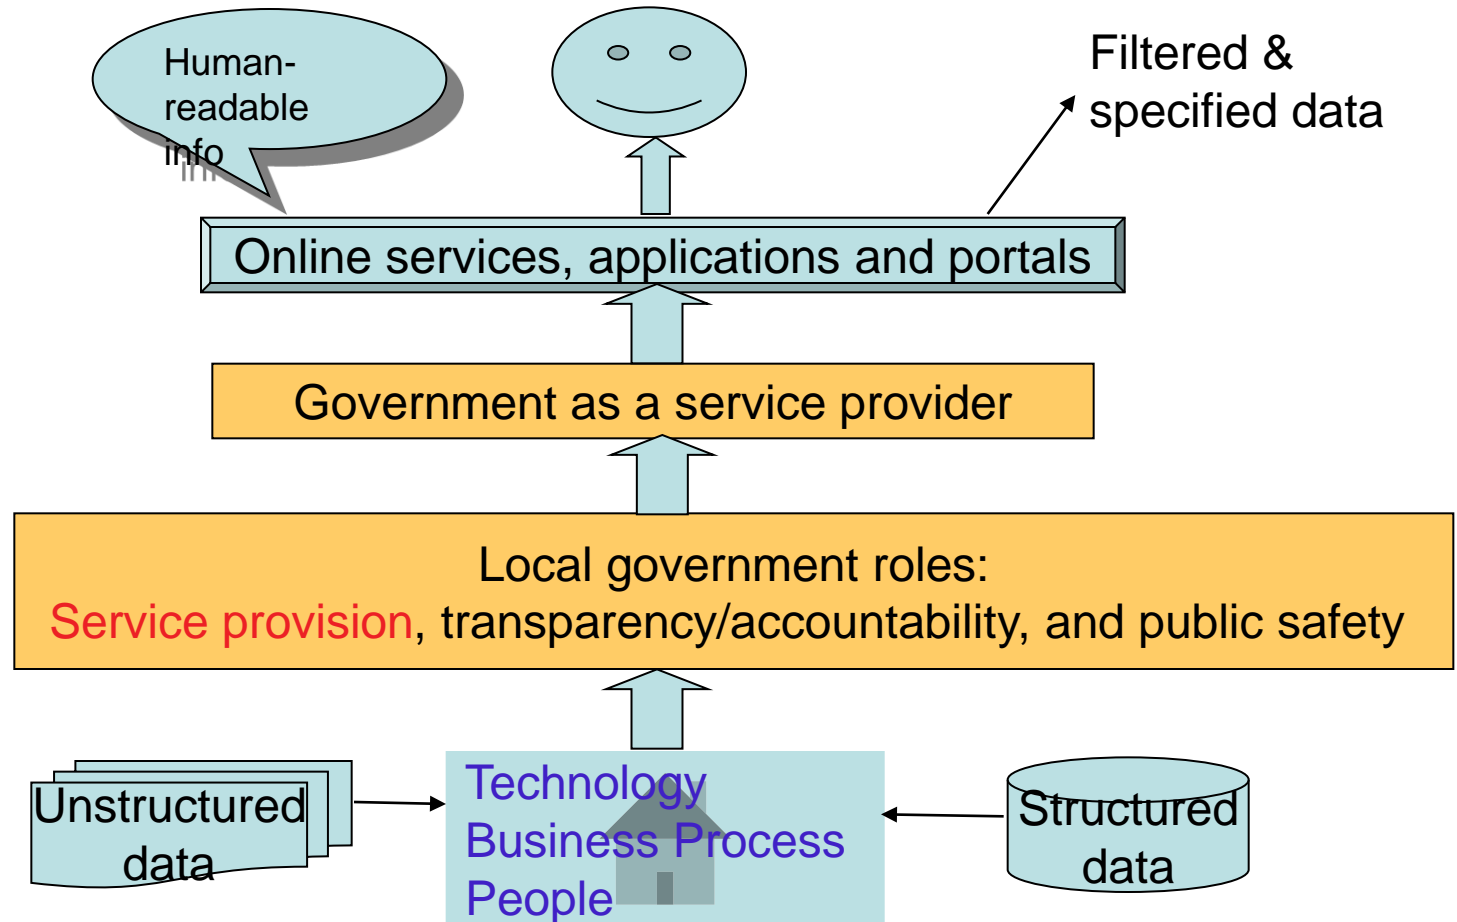 Human-
readable
info
Filtered &
specified data
Online services, applications and portals
Government as a service provider
Local government roles:
Service provision, transparency/accountability, and public safety
Unstructured
data
Technology
Business Process
People
Structured
data